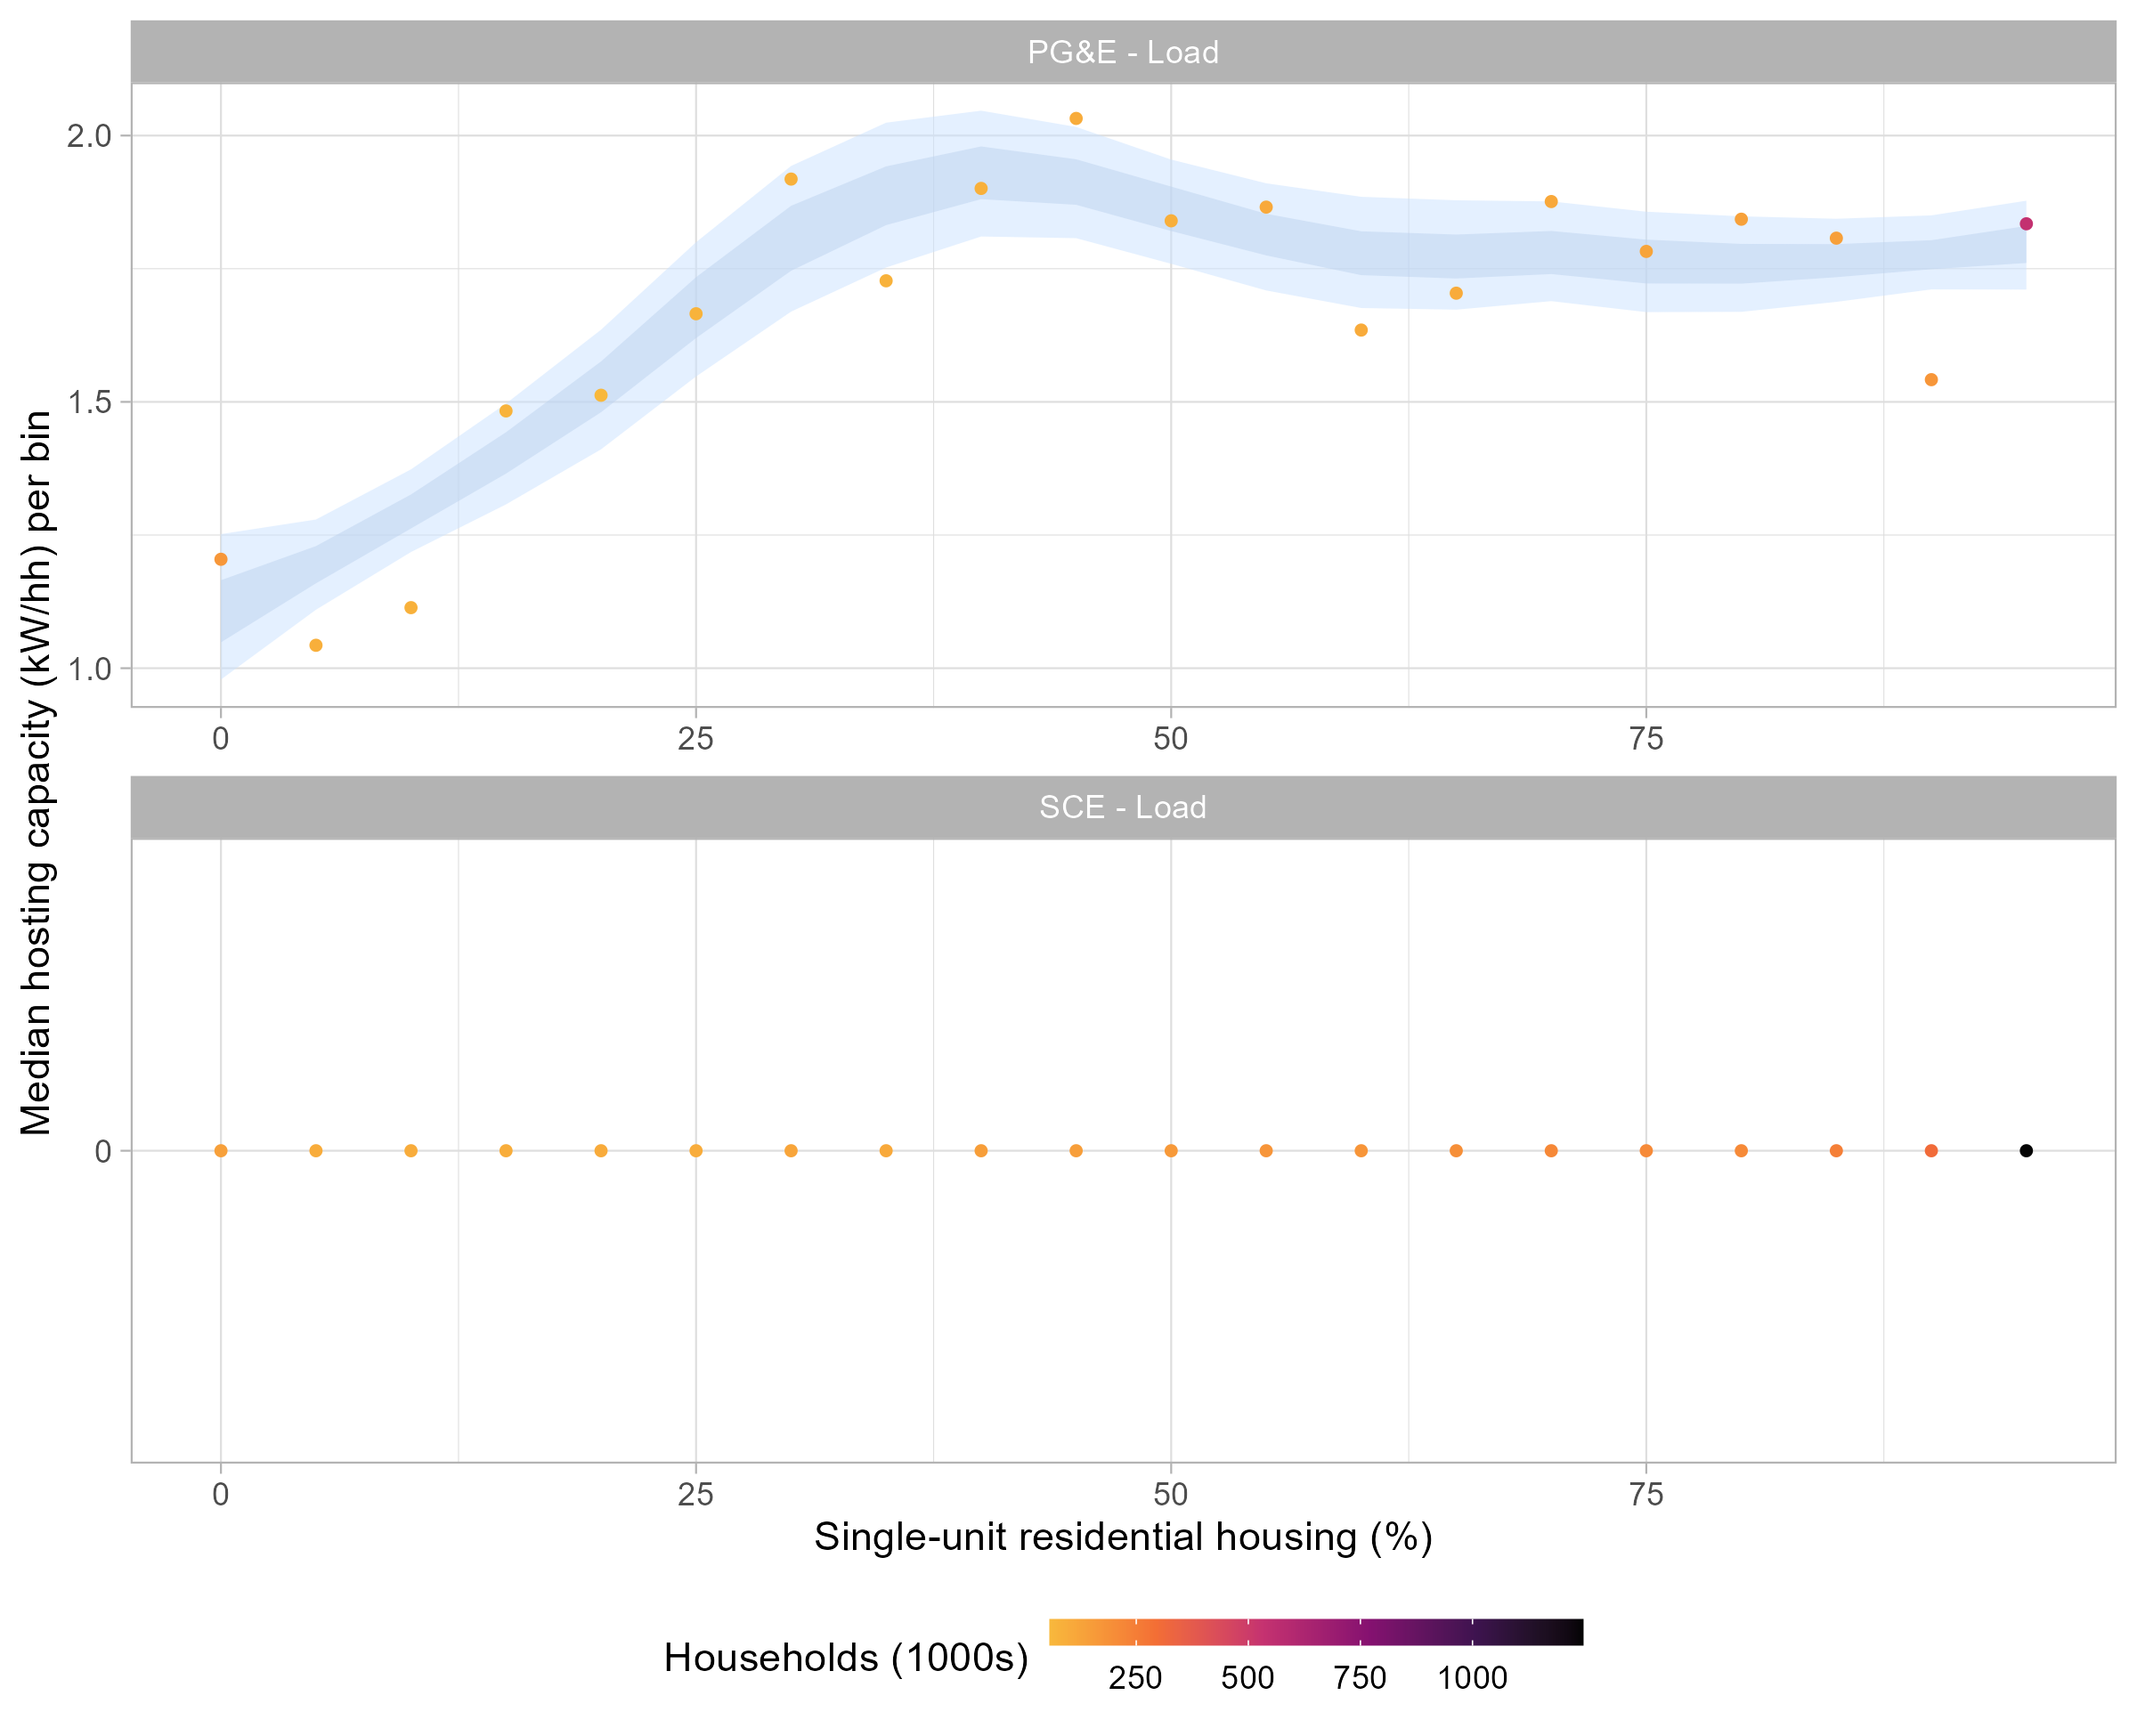 PG&E - Load
2.0
1.5
1.0
0 25 50 75
SCE - Load
0
0 25 50 75
Median hosting capacity (kW/hh) per bin
Single-unit residential housing (%)
Households (1000s)
250 500 750 1000